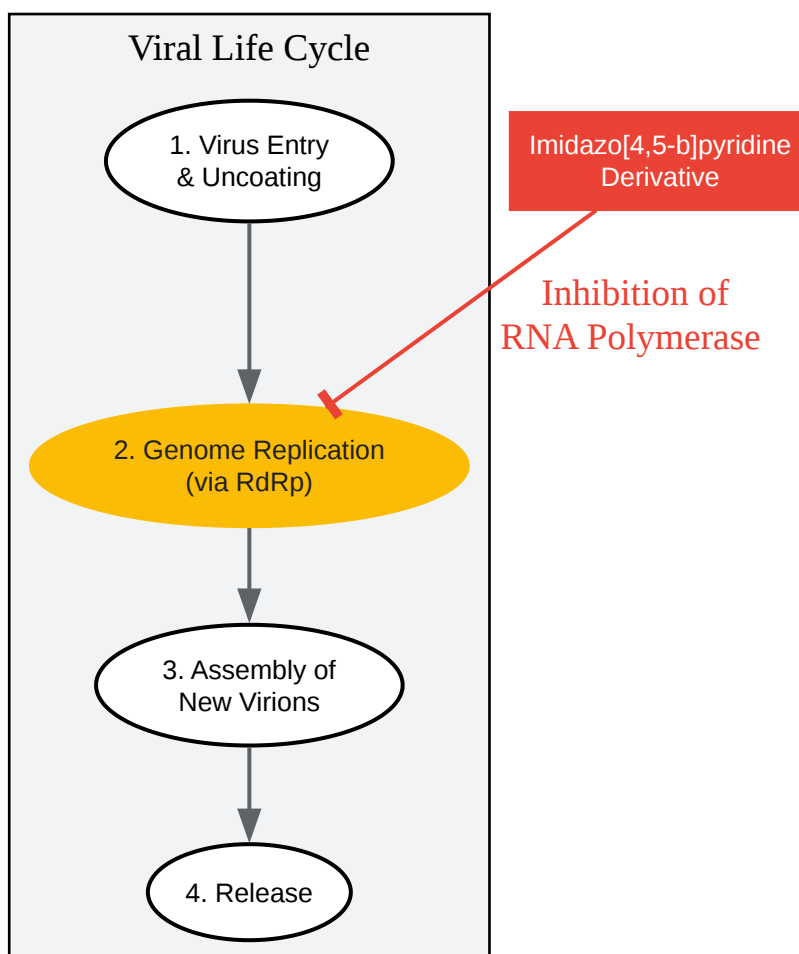 Viral Life Cycle
1. Virus Entry
& Uncoating
Imidazo[4,5-b]pyridine
Derivative
Inhibition of
RNA Polymerase
2. Genome Replication
(via RdRp)
3. Assembly of
New Virions
4. Release